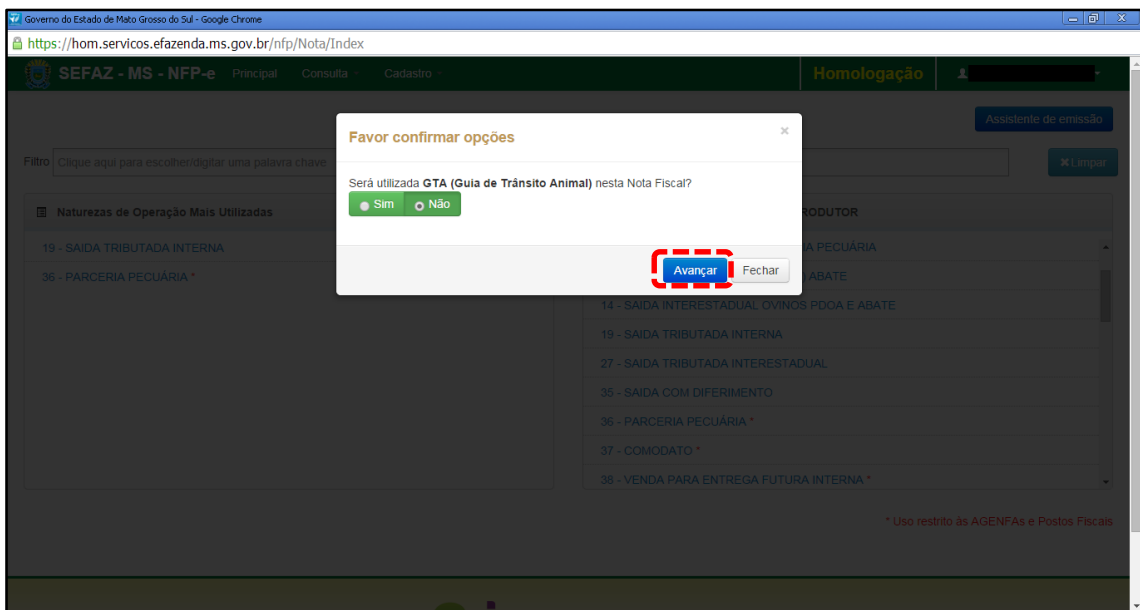 Governo do Estado de Mato Grosso do Sul - Google Chrome
https://hom.servicos.efazenda.ms.gov.br/nfp/Nota/Index
SEFAZ - MS - NFP-e Principal Consulta Cadastro Homologação
Assistente de emissão
Favor confirmar opções ×
Filtro Clique aqui para escolher/digitar uma palavra chave Limpar
Será utilizada GTA (Guia de Trânsito Animal) nesta Nota Fiscal?
Sim Não
Naturezas de Operação Mais Utilizadas
RODUTOR
19 - SAIDA TRIBUTADA INTERNA
PECUÁRIA
Avançar Fechar
36 - PARCERIA PECUÁRIA *
ABATE
14 - SAIDA INTERESTADUAL OVINOS PDOA E ABATE
19 - SAIDA TRIBUTADA INTERNA
27 - SAIDA TRIBUTADA INTERESTADUAL
35 - SAIDA COM DIFERIMENTO
36 - PARCERIA PECUÁRIA *
37 - COMODATO *
38 - VENDA PARA ENTREGA FUTURA INTERNA *
* Uso restrito às AGENFAs e Postos Fiscais